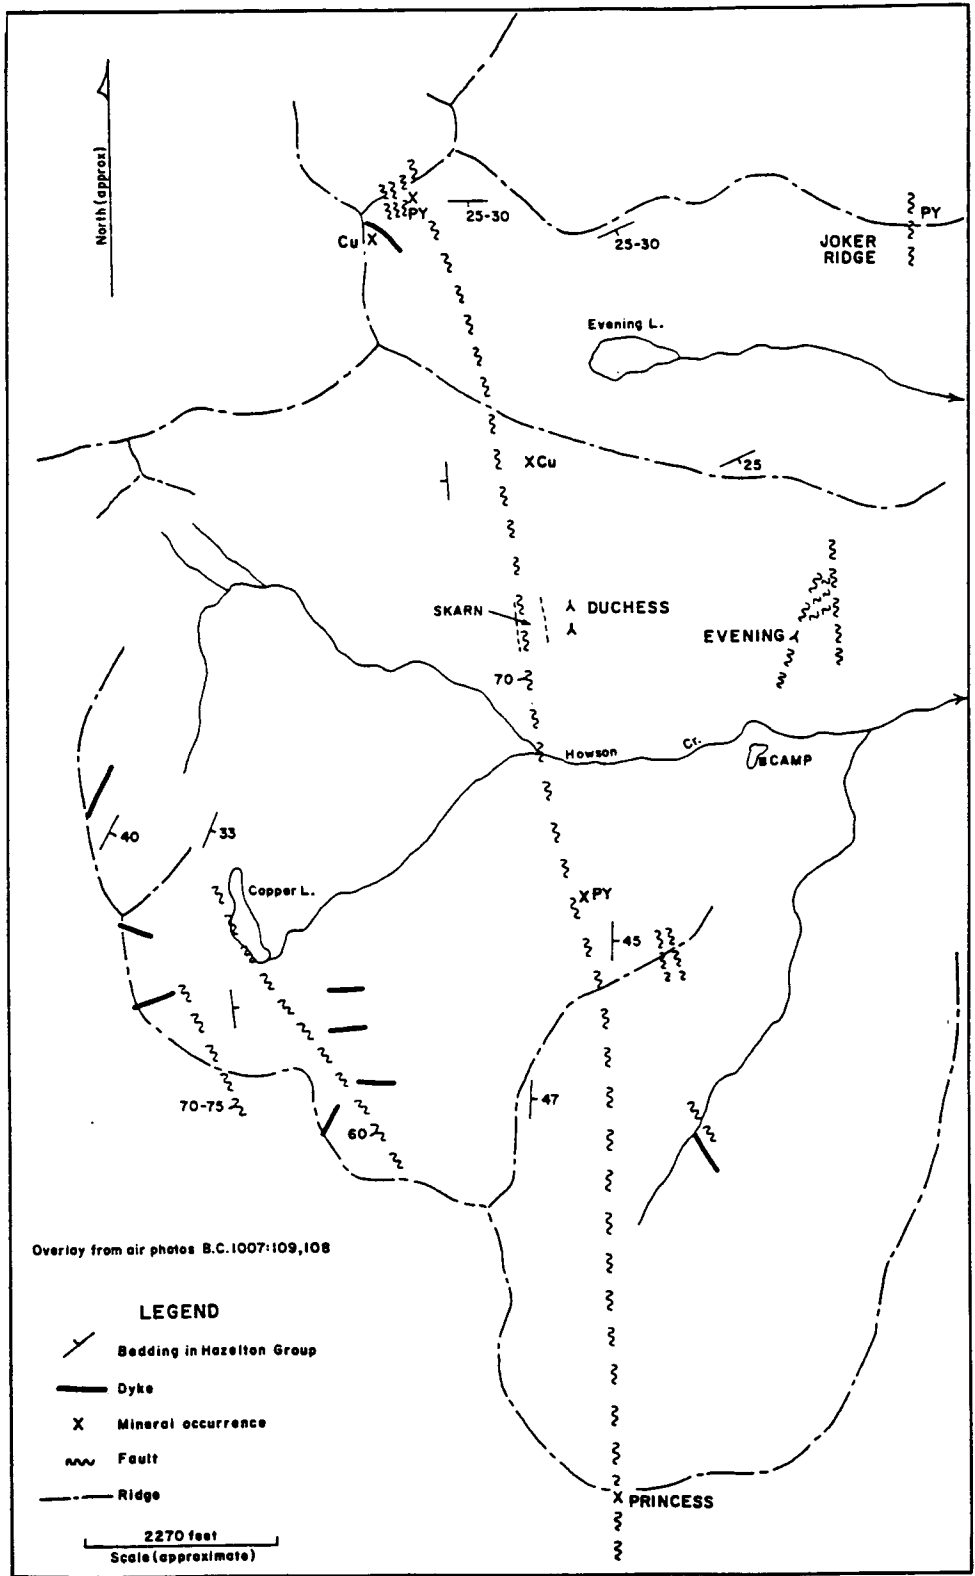 North (approx)
PY
25-30
25-30
PY
Cu X
JOKER
RIDGE
Evening L.
X Cu
25
SKARN
DUCHESS
EVENING
70
Howson Cr.
CAMP
40
33
Copper L.
X PY
45
70-75
60
47
Overlay from air photos B.C. 1007:109,108
LEGEND
Bedding in Hazelton Group
Dyke
X Mineral occurrence
Fault
Ridge
X PRINCESS
2270 feet
Scale (approximate)